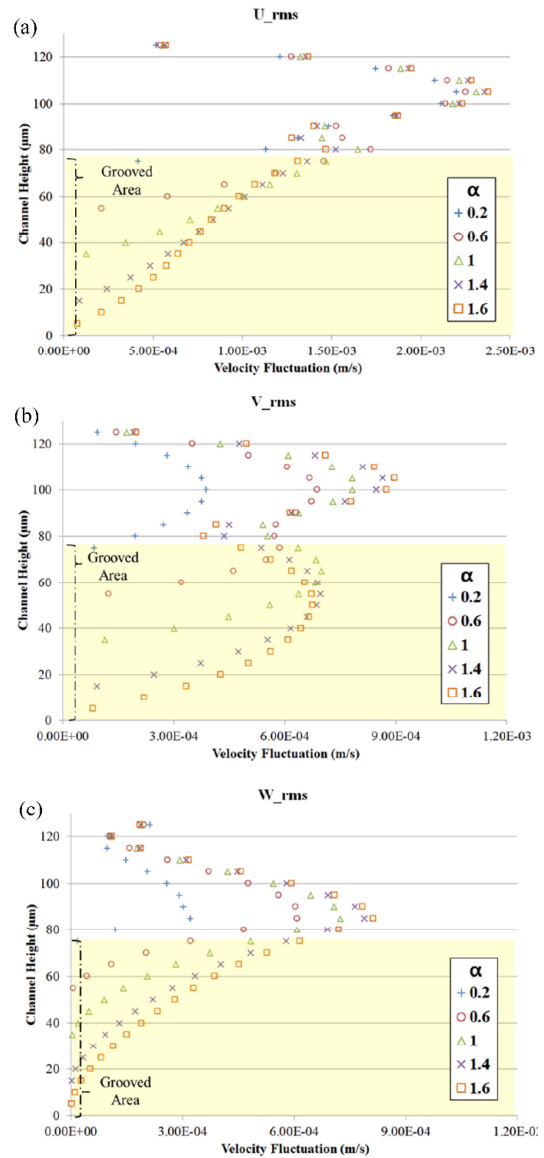 (a)
U_rms
Channel Height (μm)
120
100
80
60
40
20
0
Grooved
Area
α
0.2
0.6
1
1.4
1.6
0.00E+00
5.00E-04
1.00E-03
1.50E-03
2.00E-03
2.50E-03
Velocity Fluctuation (m/s)
(b)
V_rms
Channel Height (μm)
120
100
80
60
40
20
0
Grooved
Area
α
0.2
0.6
1
1.4
1.6
0.00E+00
3.00E-04
6.00E-04
9.00E-04
1.20E-03
Velocity Fluctuation (m/s)
(c)
W_rms
Channel Height (μm)
120
100
80
60
40
20
0
Grooved
Area
α
0.2
0.6
1
1.4
1.6
0.00E+00
3.00E-04
6.00E-04
9.00E-04
1.20E-0
Velocity Fluctuation (m/s)